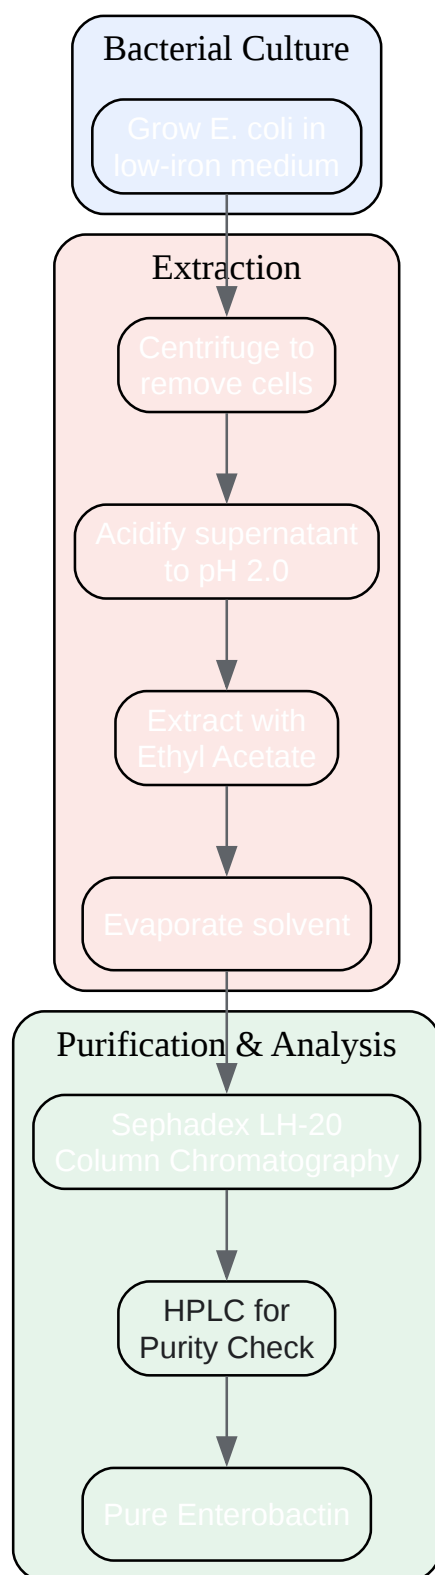 Bacterial Culture
Grow E. coli in
low-iron medium
Extraction
Centrifuge to
remove cells
Acidify supernatant
to pH 2.0
Extract with
Ethyl Acetate
Evaporate solvent
Purification & Analysis
Sephadex LH-20
Column Chromatography
HPLC for
Purity Check
Pure Enterobactin